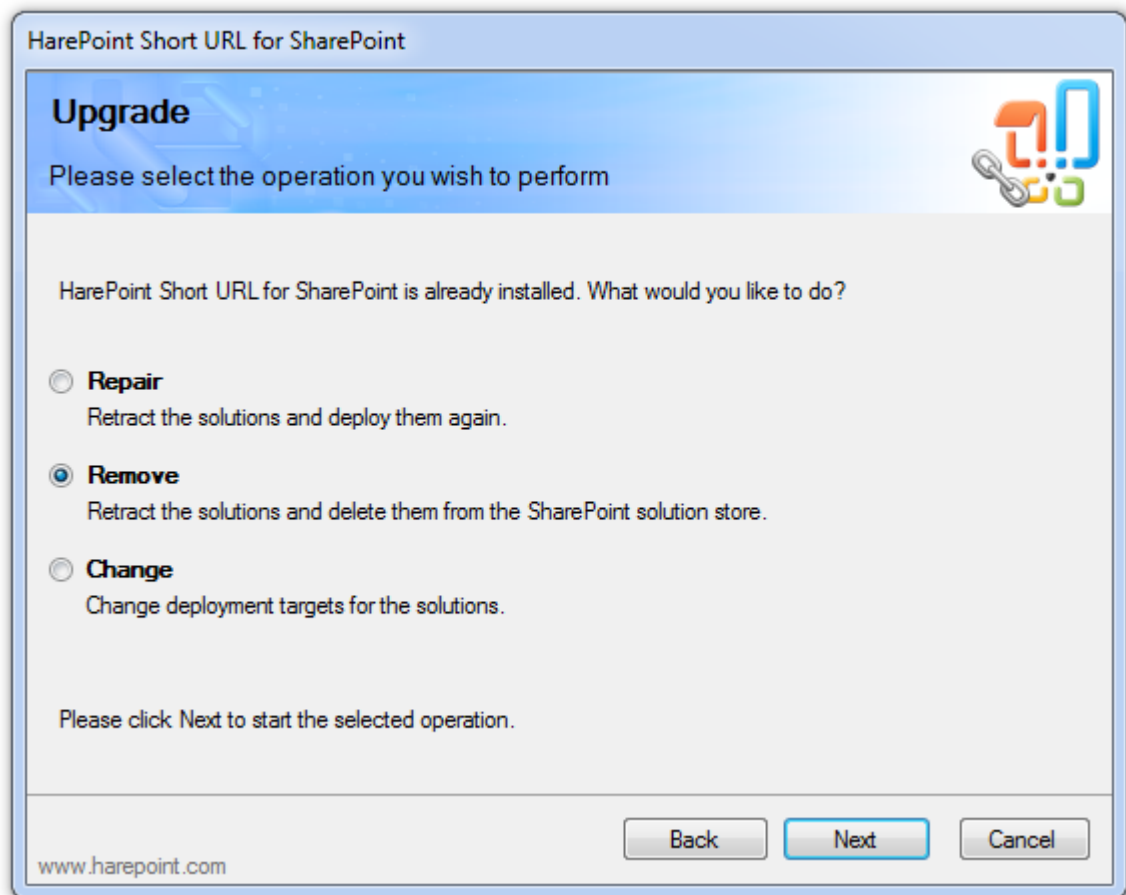 HarePoint Short URL for SharePoint
Upgrade
Please select the operation you wish to perform
HarePoint Short URL for SharePoint is already installed. What would you like to do?
Repair
Retract the solutions and deploy them again.
Remove
Retract the solutions and delete them from the SharePoint solution store.
Change
Change deployment targets for the solutions.
Please click Next to start the selected operation.
Back Next Cancel
www.harepoint.com